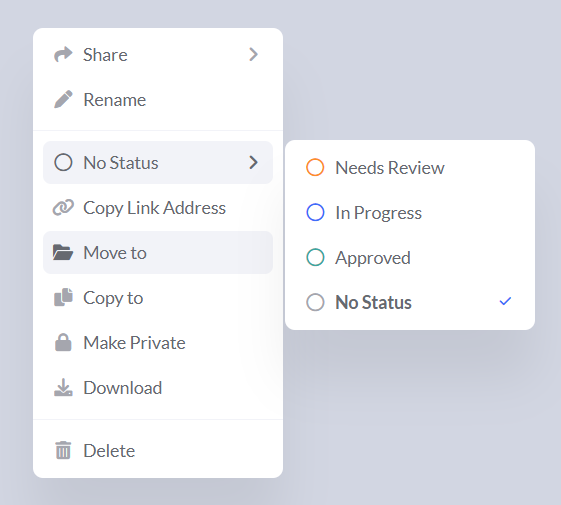 Share
Rename
No Status
Copy Link Address
Move to
Copy to
Make Private
Download
Delete
Needs Review
In Progress
Approved
No Status